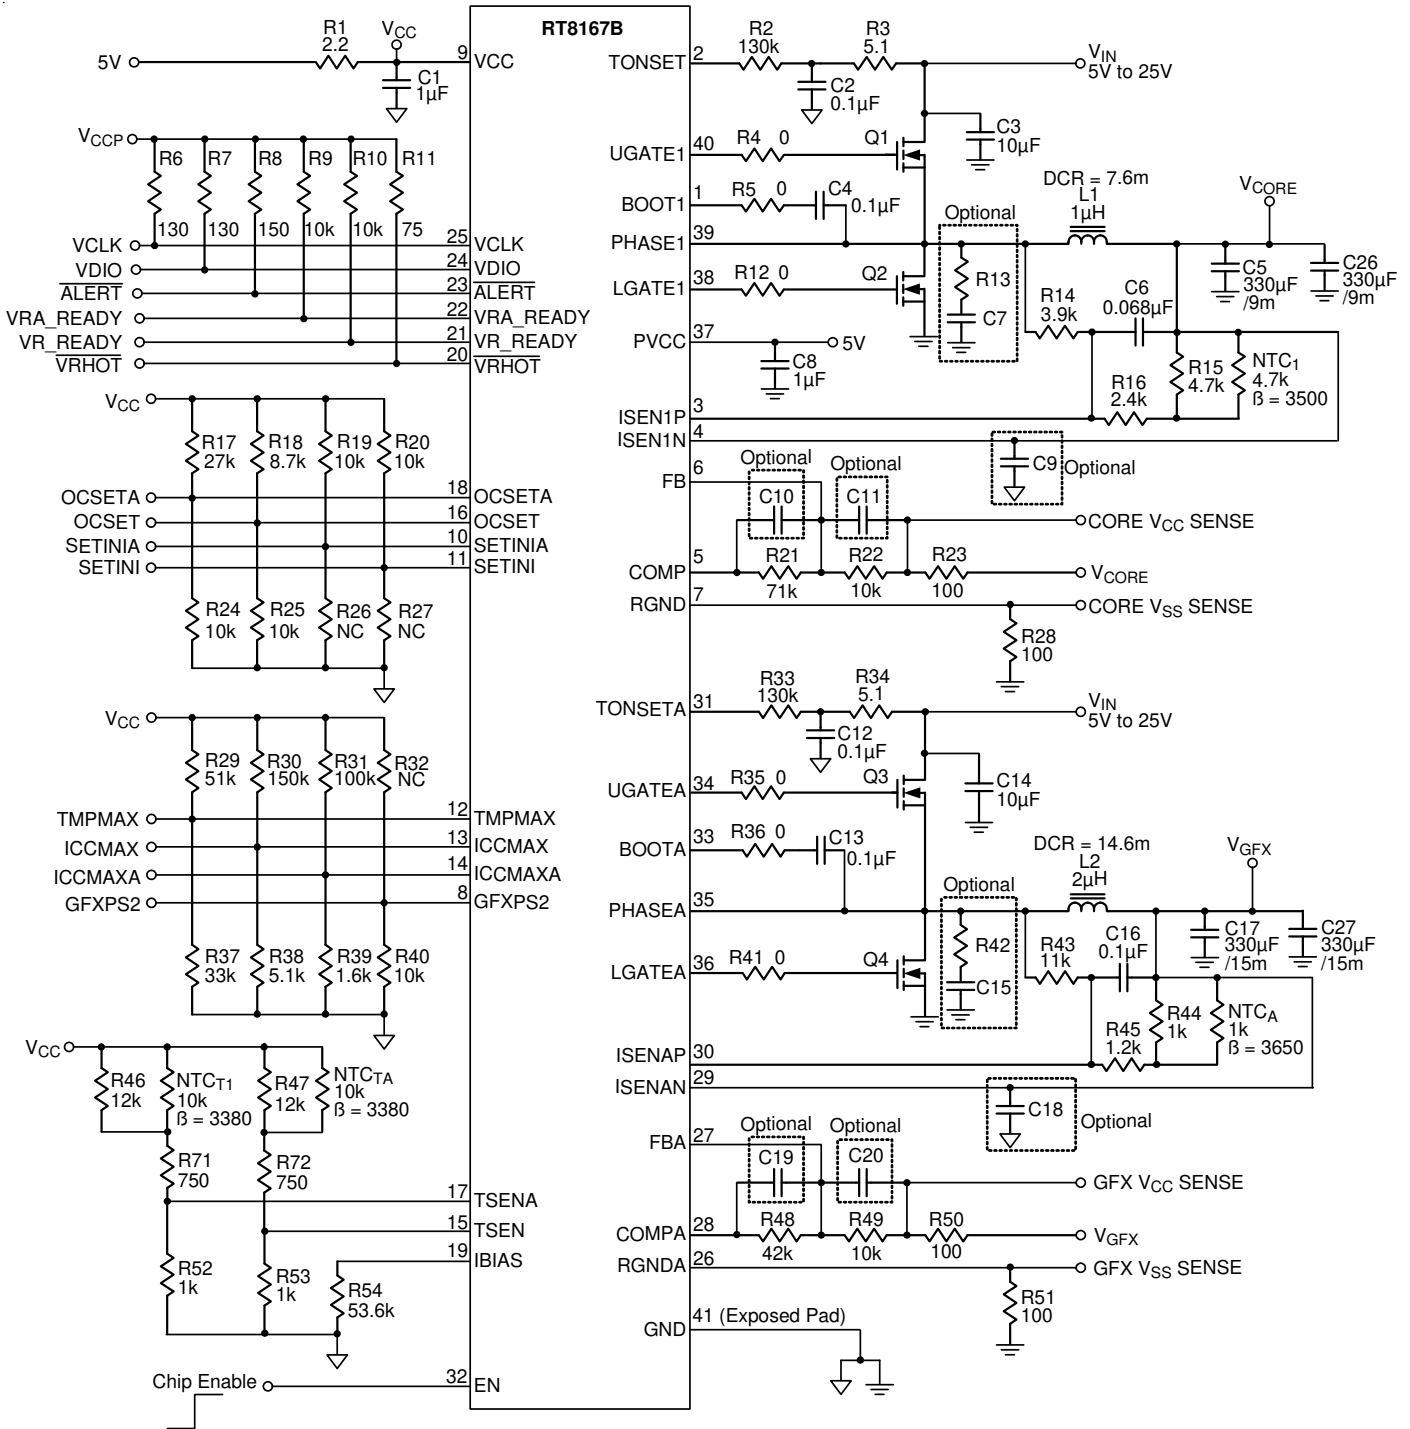 RT8167B
R1
2.2
VCC
5V
9
VCC
C1
1µF
VCCP
R6
R7
R8
R9
R10
R11
130
130
150
10k
10k
75
VCLK
25
VCLK
VDIO
24
VDIO
ALERT
23
ALERT
VRA_READY
22
VRA_READY
VR_READY
21
VR_READY
VRHOT
20
VRHOT
VCC
R17
27k
R18
8.7k
R19
10k
R20
10k
OCSETA
18
OCSETA
OCSET
16
OCSET
SETINIA
10
SETINIA
SETINI
11
SETINI
R24
10k
R25
10k
R26
NC
R27
NC
VCC
R29
51k
R30
150k
R31
100k
R32
NC
TMPMAX
12
TMPMAX
ICCMAX
13
ICCMAX
ICCMAXA
14
ICCMAXA
GFXPS2
8
GFXPS2
R37
33k
R38
5.1k
R39
1.6k
R40
10k
VCC
R46
12k
NTCT1
10k
ß = 3380
R47
12k
NTCTA
10k
ß = 3380
R71
750
R72
750
17
TSENA
15
TSEN
19
IBIAS
R52
1k
R53
1k
R54
53.6k
Chip Enable
32
EN
TONSET
2
R2
130k
R3
5.1
VIN
5V to 25V
C2
0.1µF
C3
10µF
UGATE1
40
R4 0
Q1
BOOT1
1
R5 0
C4
0.1µF
PHASE1
39
Optional
R13
C7
DCR = 7.6m
L1
1µH
VCORE
C5
330µF
/9m
C26
330µF
/9m
LGATE1
38
R12 0
Q2
R14
3.9k
C6
0.068µF
PVCC
37
5V
C8
1µF
R16
2.4k
R15
4.7k
NTC1
4.7k
ß = 3500
ISEN1P
3
ISEN1N
4
C9
Optional
FB
6
Optional
C10
Optional
C11
CORE VCC SENSE
COMP
5
R21
71k
R22
10k
R23
100
VCORE
RGND
7
CORE VSS SENSE
R28
100
TONSETA
31
R33
130k
R34
5.1
VIN
5V to 25V
C12
0.1µF
C14
10µF
UGATEA
34
R35 0
Q3
BOOTA
33
R36 0
C13
0.1µF
PHASEA
35
Optional
R42
C15
DCR = 14.6m
L2
2µH
VGFX
C17
330µF
/15m
C27
330µF
/15m
LGATEA
36
R41 0
Q4
R43
11k
C16
0.1µF
R45
1.2k
R44
1k
NTCA
1k
ß = 3650
ISENAP
30
ISENAN
29
C18
Optional
FBA
27
Optional
C19
Optional
C20
GFX VCC SENSE
COMPA
28
R48
42k
R49
10k
R50
100
VGFX
RGNDA
26
GFX VSS SENSE
R51
100
GND
41 (Exposed Pad)